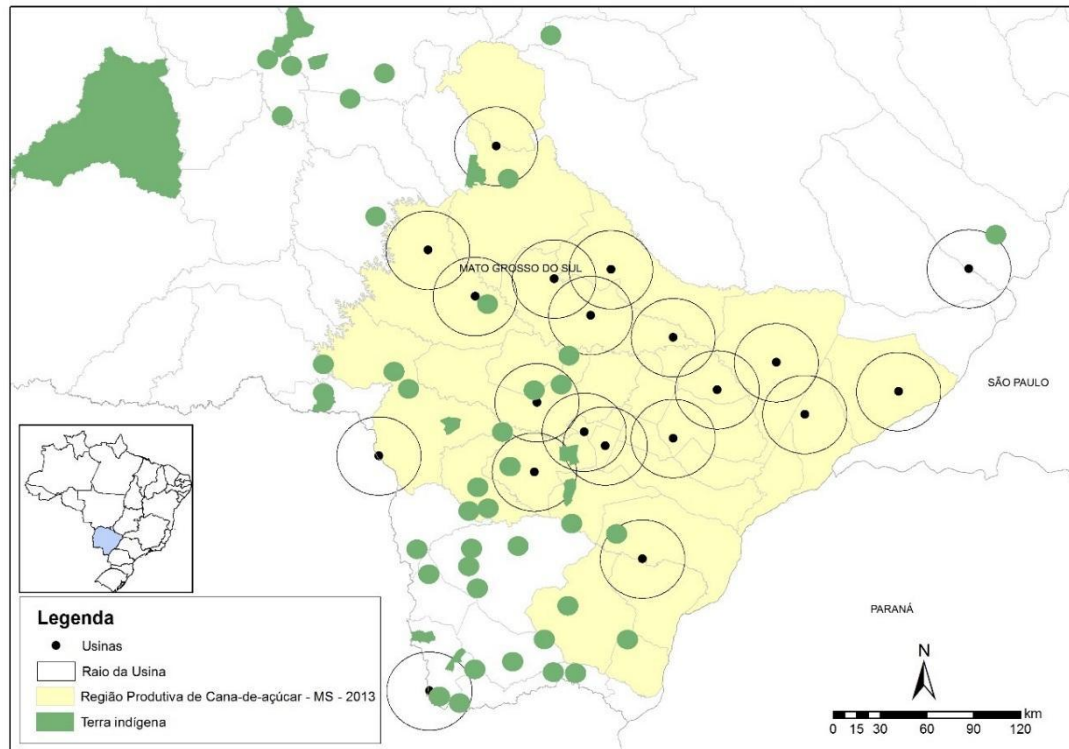 MATO GROSSO DO SUL
SÃO PAULO
PARANÁ
Legenda
Usinas
Raio da Usina
Região Produtiva de Cana-de-açúcar - MS - 2013
Terra indígena
N
km
0 15 30 60 90 120